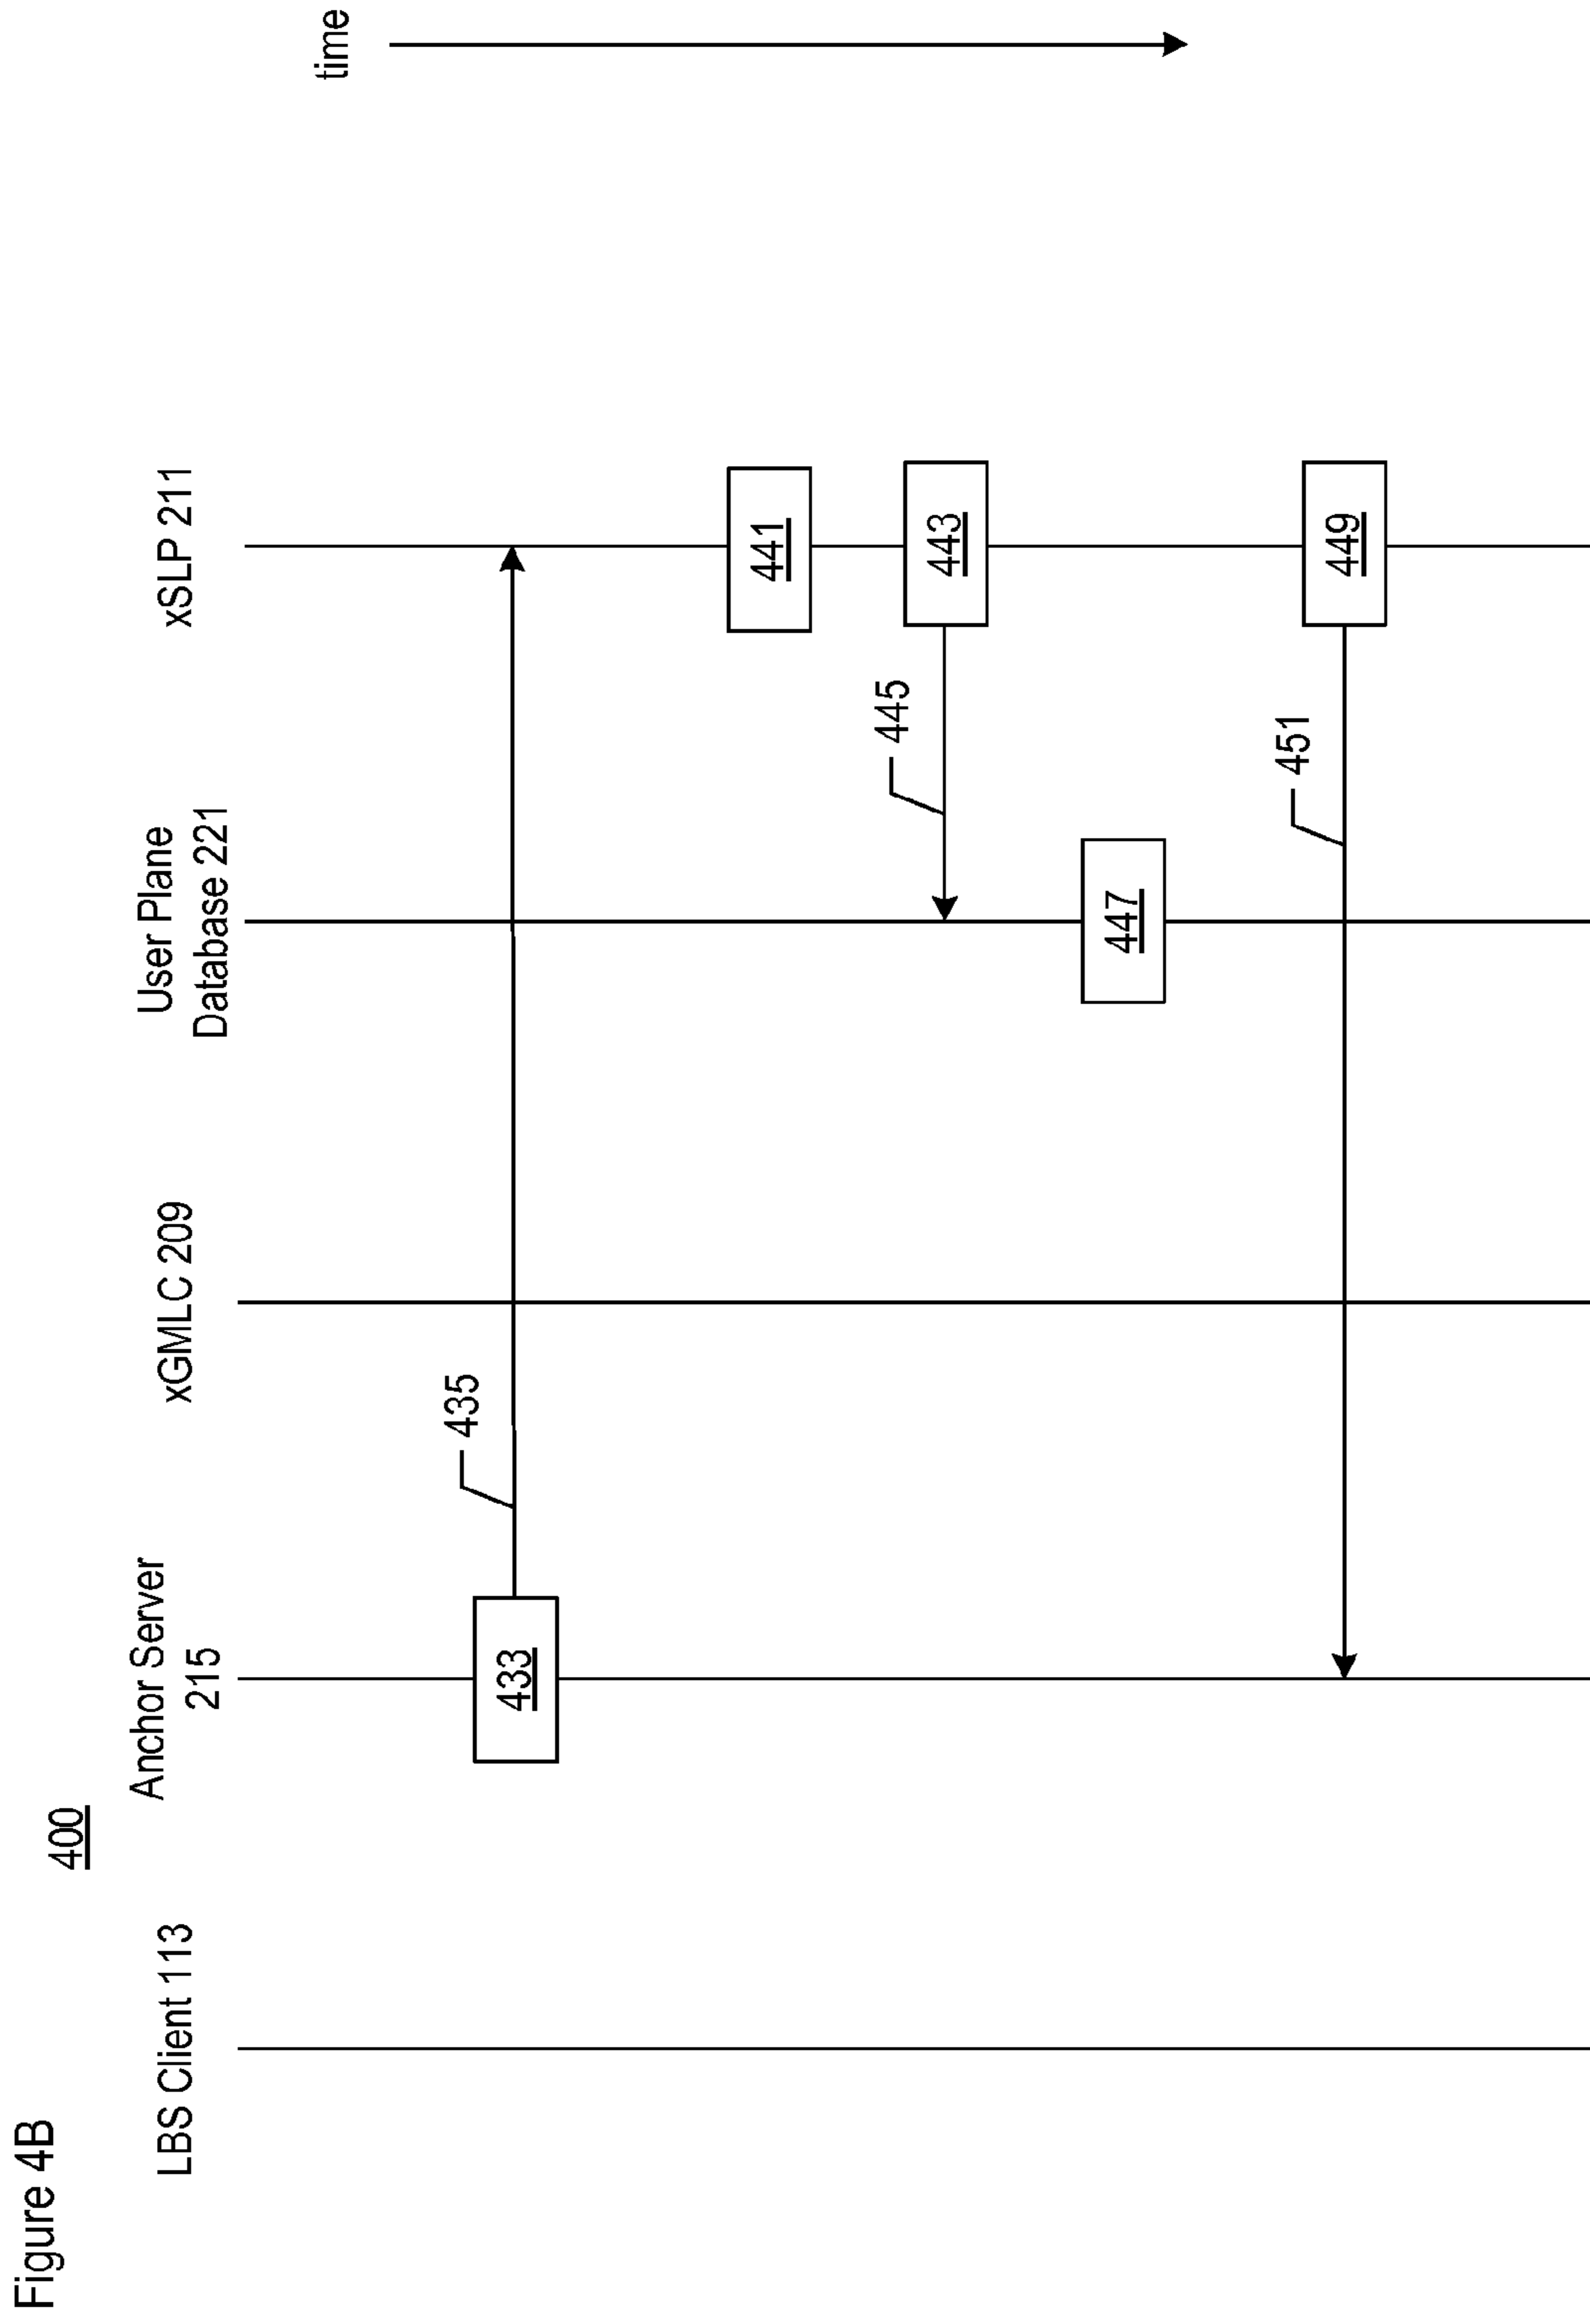 Figure 4B
400
LBS Client 113
Anchor Server
215
xGMLC 209
User Plane
Database 221
xSLP 211
time
433
435
441
443
445
447
449
451